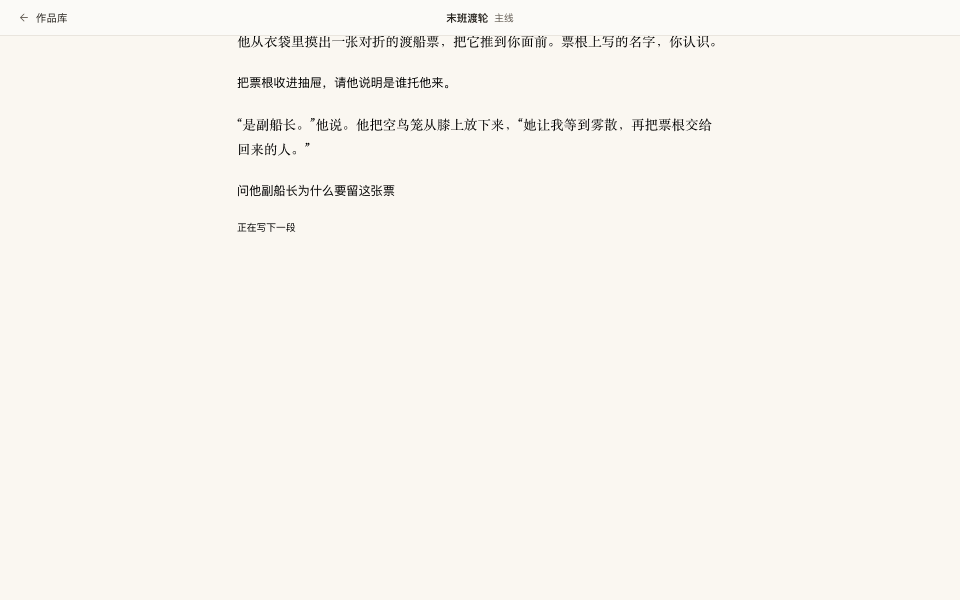 作品库
末班渡轮 主线
他从衣袋里摸出一张对折的渡船票，把它推到你面前。票根上写的名字，你认识。
把票根收进抽屉，请他说明是谁托他来。
“是副船长。”他说。他把空鸟笼从膝上放下来，“她让我等到雾散，再把票根交给
回来的人。”
问他副船长为什么要留这张票
正在写下一段